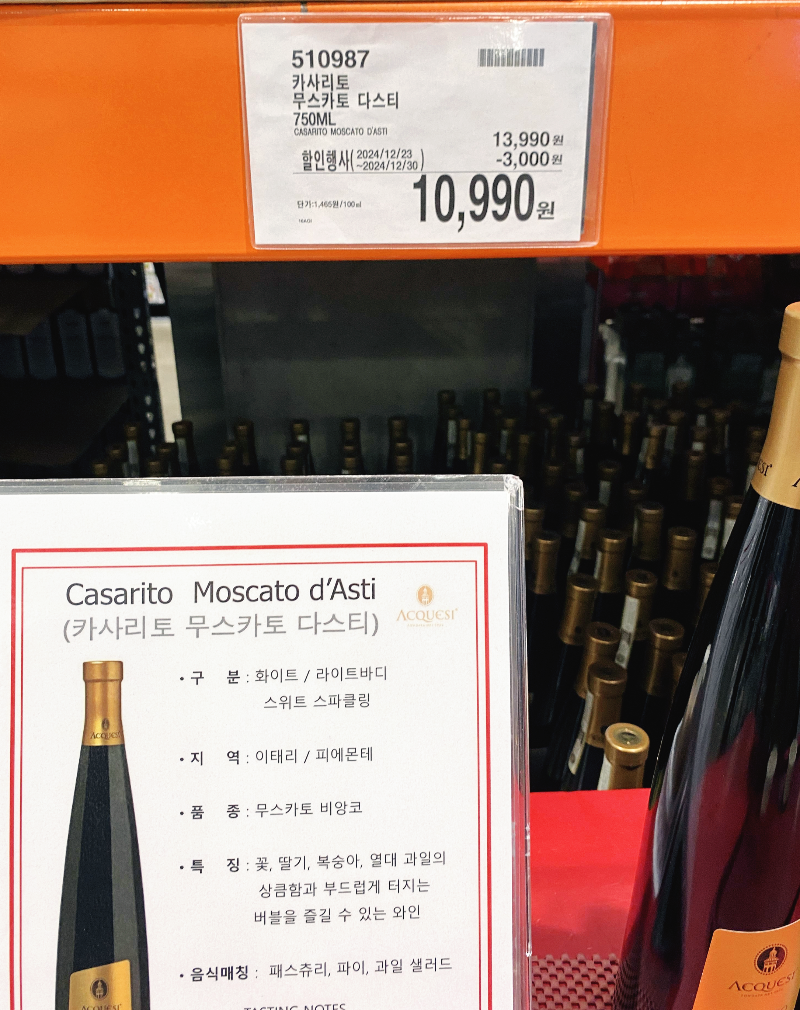 510987
카사리토
무스카토 다스티
750ML
CASARITO MOSCATO D'ASTI
13,990원
할인행사( 2024/12/23 ~2024/12/30 )
-3,000원
10,990원
단가:1,465원/100ml
Casarito Moscato d'Asti
(카사리토 무스카토 다스티)
ACQUESI
• 구 분 : 화이트 / 라이트바디
스위트 스파클링
• 지 역 : 이태리 / 피에몬테
• 품 종 : 무스카토 비앙코
• 특 징 : 꽃, 딸기, 복숭아, 열대 과일의
상큼함과 부드럽게 터지는
버블을 즐길 수 있는 와인
• 음식매칭 : 패스츄리, 파이, 과일 샐러드
TASTING NOTES
ACQUESI
ACQUESI
ACQUESI